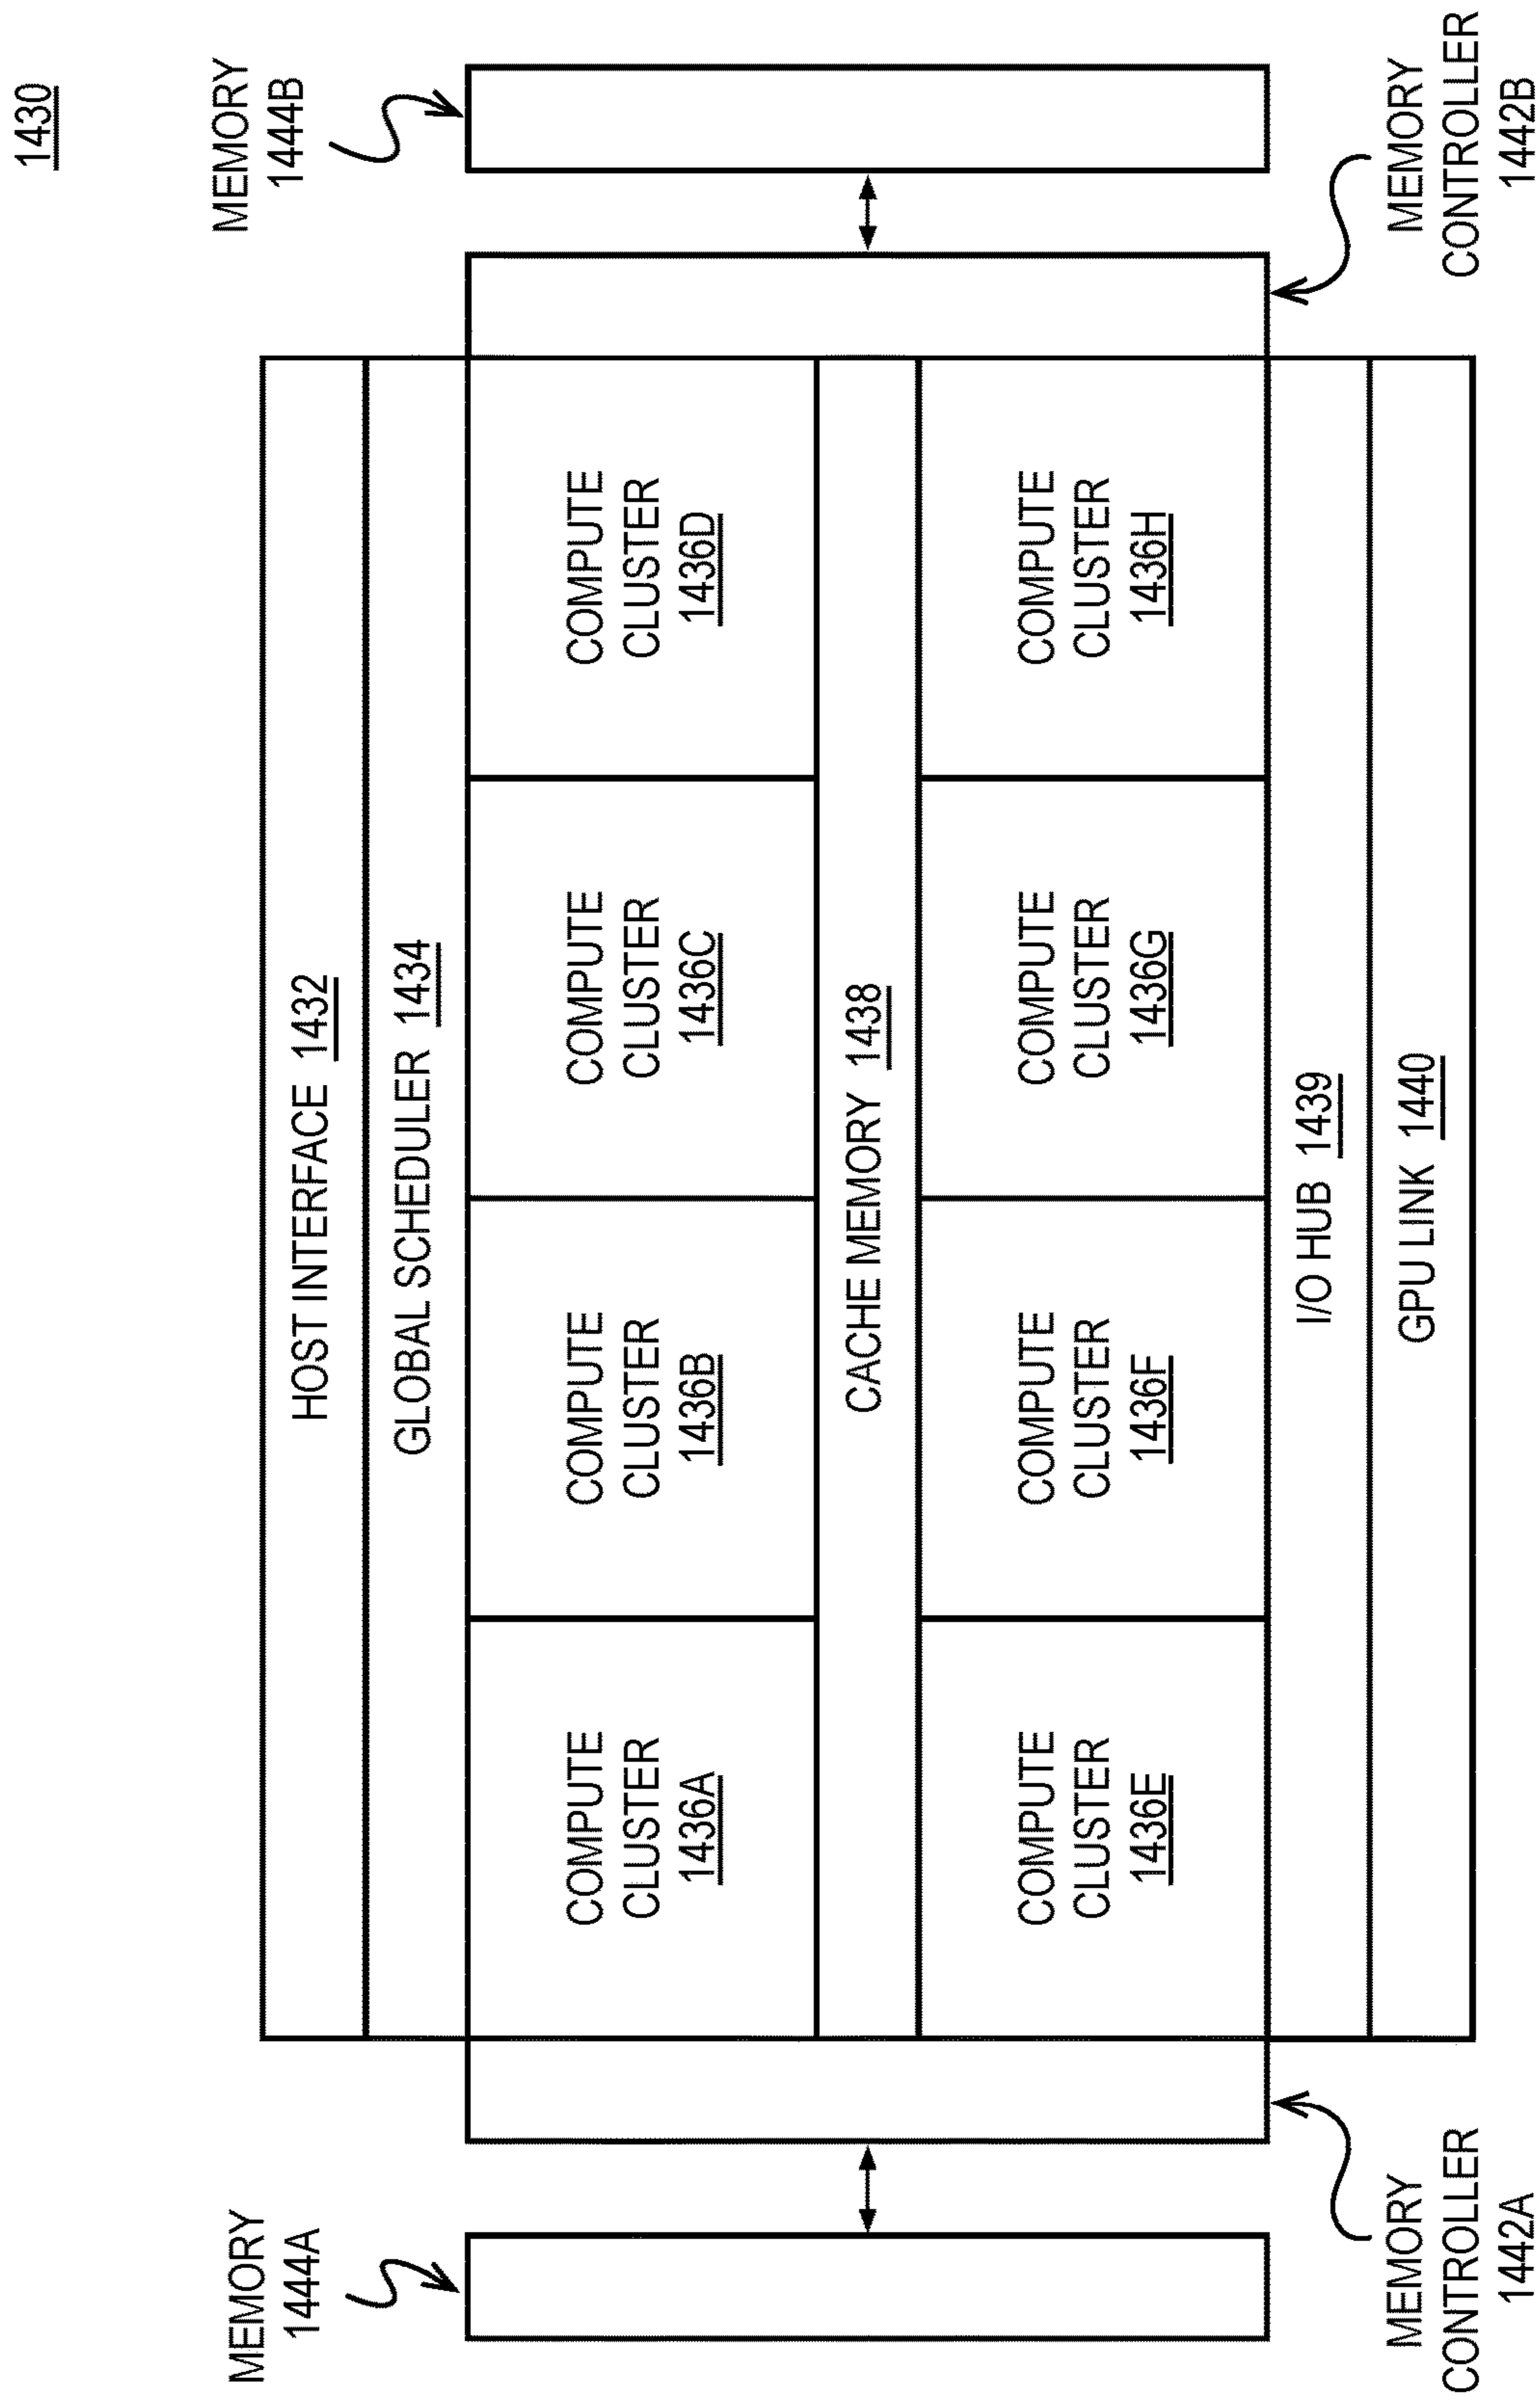 1430
HOST INTERFACE 1432
GLOBAL SCHEDULER 1434
MEMORY
1444A
MEMORY
1444B
COMPUTE
CLUSTER
1436A
COMPUTE
CLUSTER
1436B
COMPUTE
CLUSTER
1436C
COMPUTE
CLUSTER
1436D
CACHE MEMORY 1438
COMPUTE
CLUSTER
1436E
COMPUTE
CLUSTER
1436F
COMPUTE
CLUSTER
1436G
COMPUTE
CLUSTER
1436H
I/O HUB 1439
GPU LINK 1440
MEMORY
CONTROLLER
1442A
MEMORY
CONTROLLER
1442B